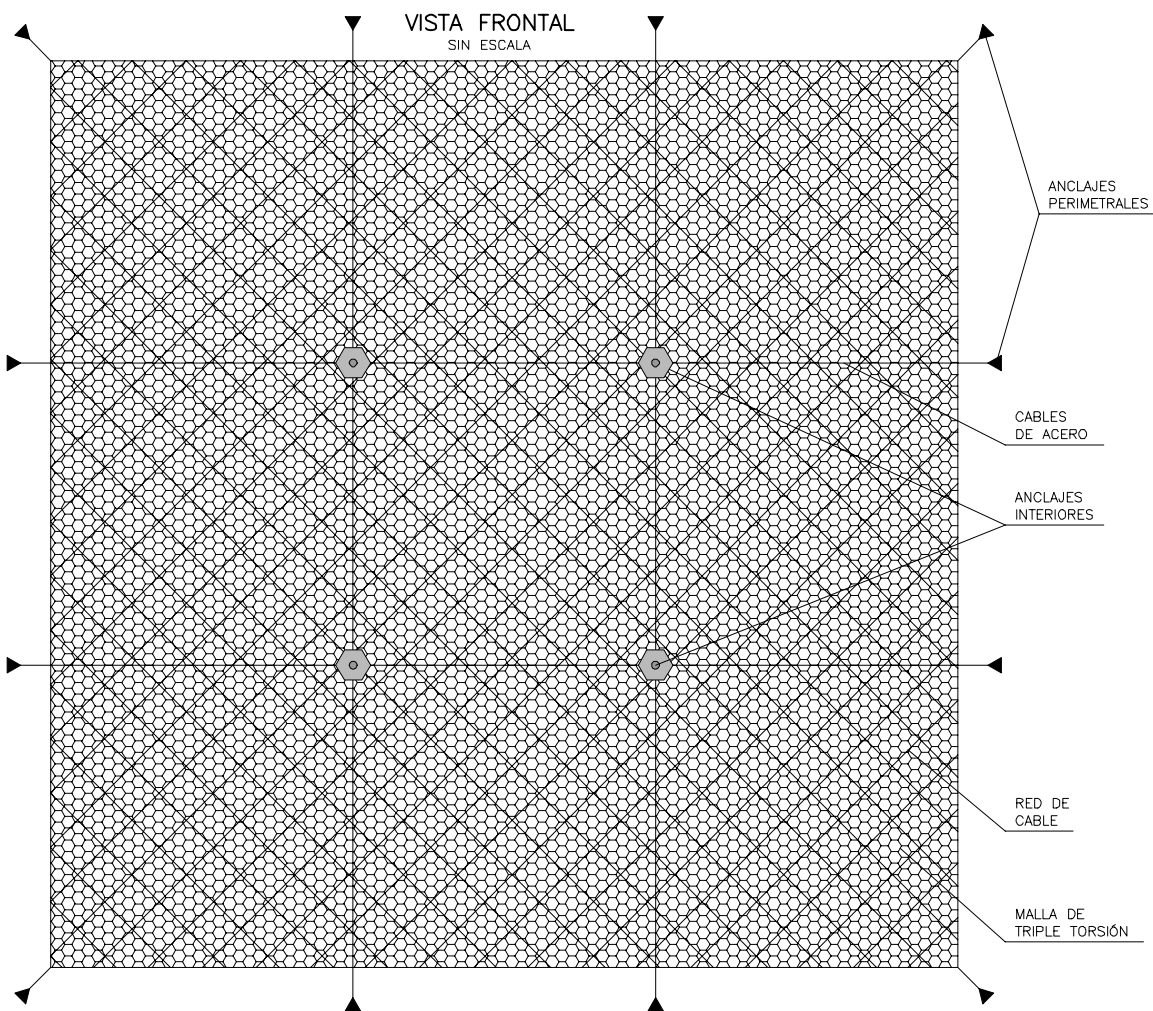 VISTA FRONTAL
SIN ESCALA
ANCLAJES
PERIMETRALES
CABLES
DE ACERO
ANCLAJES
INTERIORES
RED DE
CABLE
MALLA DE
TRIPLE TORSIÓN